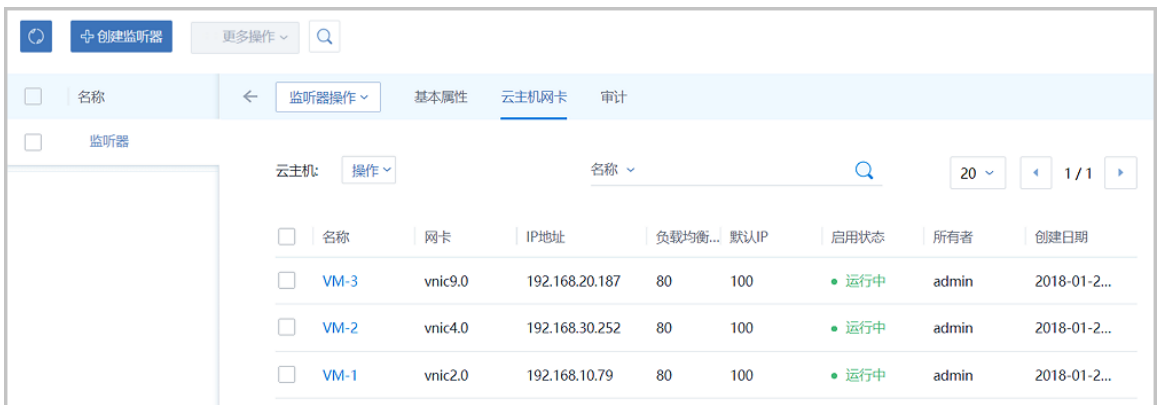 创建监听器 更多操作
名称 监听器操作 基本属性 云主机网卡 审计
监听器
云主机: 操作 名称 20 1 / 1
名称 网卡 IP地址 负载均衡... 默认IP 启用状态 所有者 创建日期
VM-3 vnic9.0 192.168.20.187 80 100 运行中 admin 2018-01-2...
VM-2 vnic4.0 192.168.30.252 80 100 运行中 admin 2018-01-2...
VM-1 vnic2.0 192.168.10.79 80 100 运行中 admin 2018-01-2...